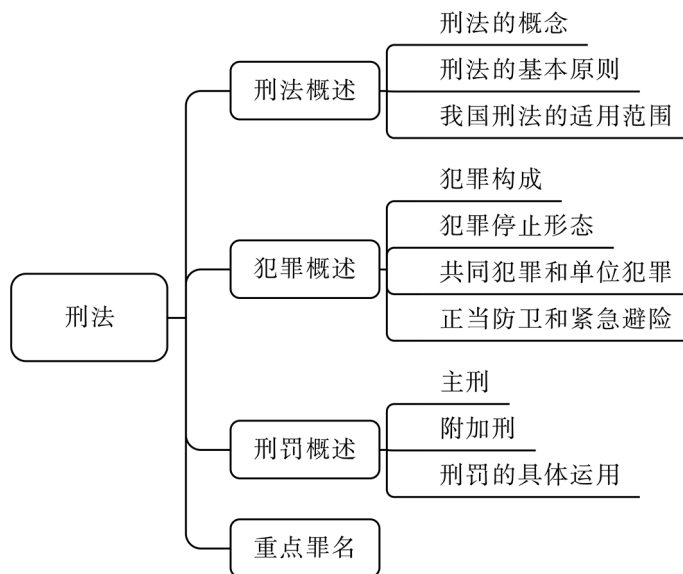 刑法
刑法概述
刑法的概念
刑法的基本原则
我国刑法的适用范围
犯罪概述
犯罪构成
犯罪停止形态
共同犯罪和单位犯罪
正当防卫和紧急避险
刑罚概述
主刑
附加刑
刑罚的具体运用
重点罪名